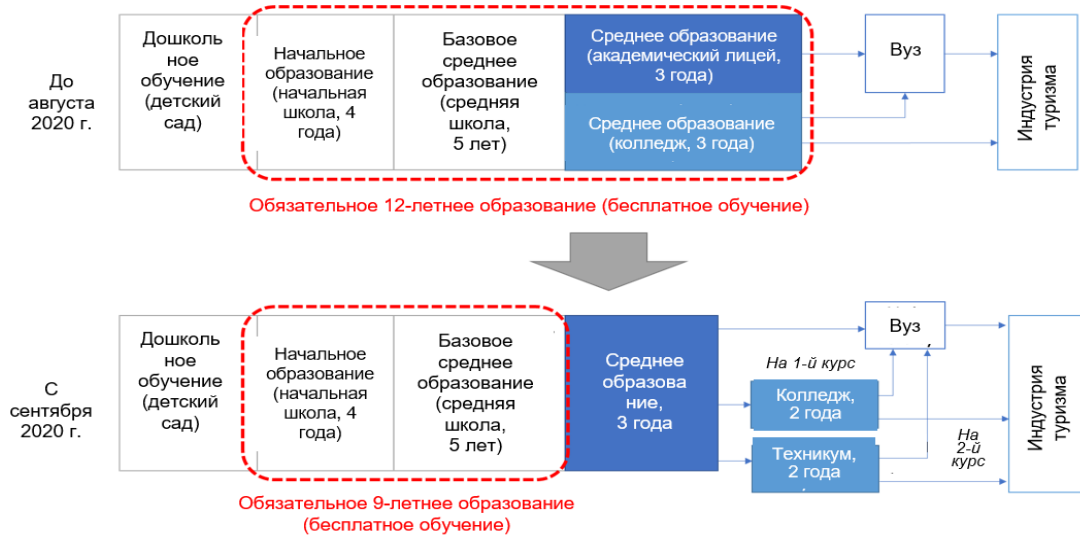 До
августа
2020 г.
Дошколь
ное
обучение
(детский
сад)
Начальное
образование
(начальная
школа, 4
года)
Базовое
среднее
образование
(средняя
школа,
5 лет)
Среднее образование
(академический лицей,
3 года)
Среднее образование
(колледж, 3 года)
Вуз
Индустрия
туризма
Обязательное 12-летнее образование (бесплатное обучение)
С
сентября
2020 г.
Дошколь
ное
обучение
(детский
сад)
Начальное
образование
(начальная
школа, 4
года)
Базовое
среднее
образование
(средняя
школа,
5 лет)
Среднее
образова
ние,
3 года
На 1-й курс
Колледж,
2 года
Техникум,
2 года
Вуз
На
2-й
курс
Индустрия
туризма
Обязательное 9-летнее образование
(бесплатное обучение)